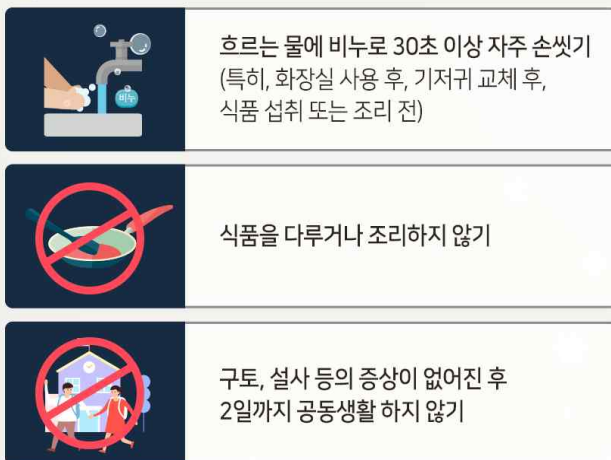 흐르는 물에 비누로 30초 이상 자주 손씻기
(특히, 화장실 사용 후, 기저귀 교체 후,
식품 섭취 또는 조리 전)
비누
식품을 다루거나 조리하지 않기
구토, 설사 등의 증상이 없어진 후
2일까지 공동생활 하지 않기